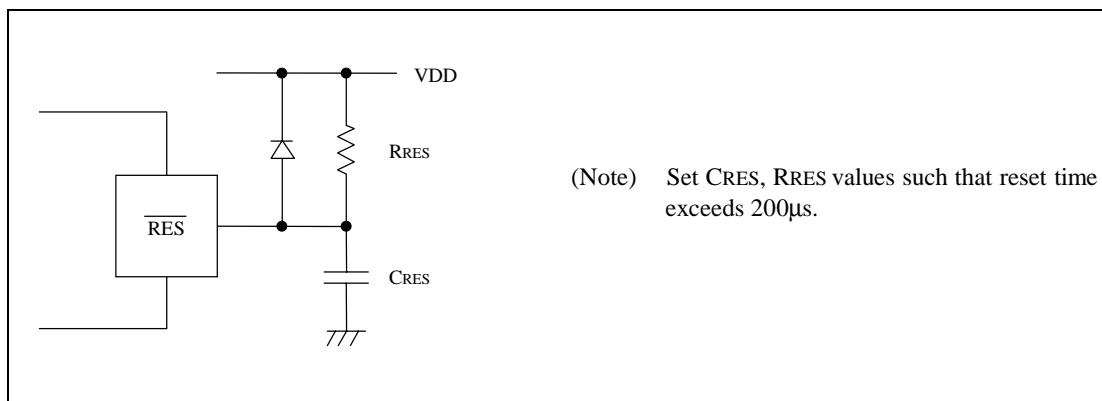 VDD
RRES
(Note) Set CRES, RRES values such that reset time
exceeds 200µs.
RES
CRES